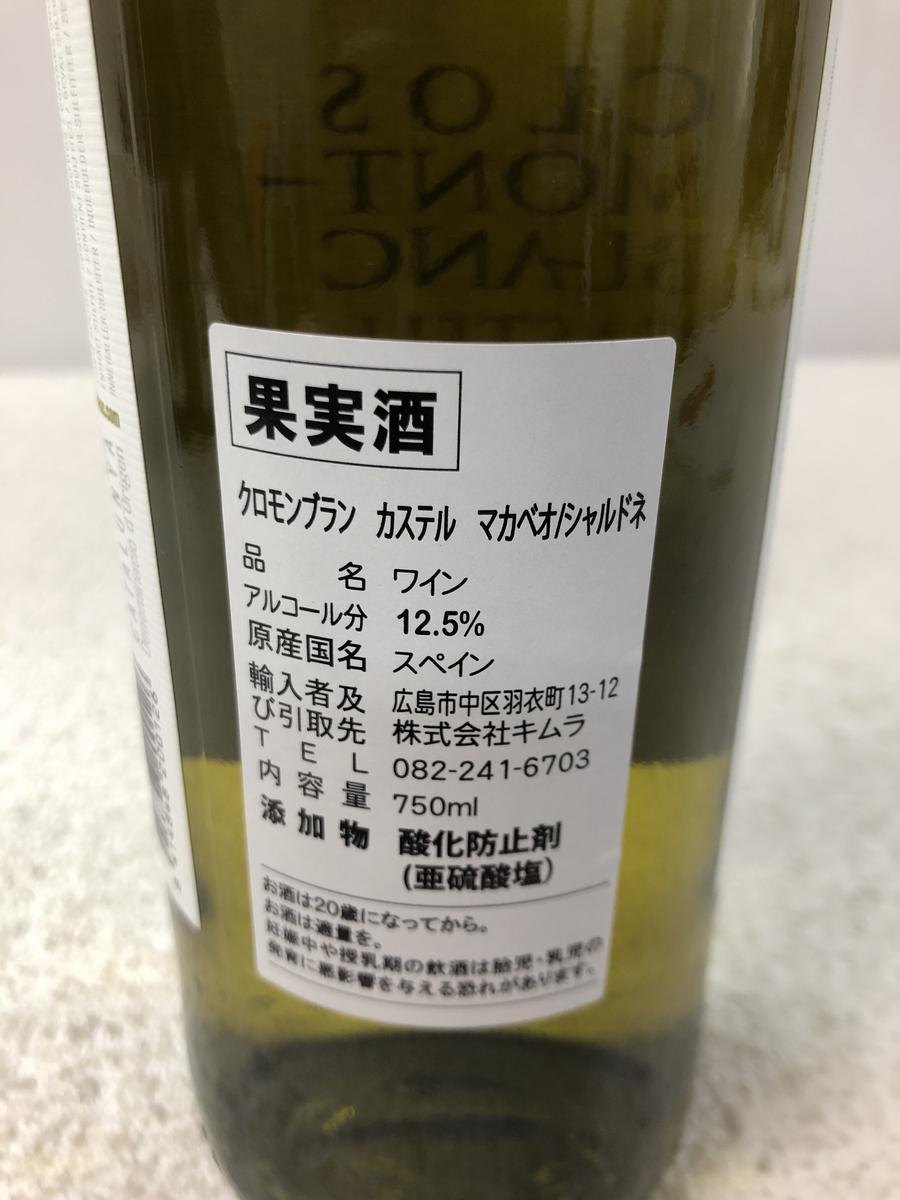 CLOS
MONT-
BLANC
果実酒
クロモンブラン カステル マカベオ/シャルドネ
品名 ワイン
アルコール分 12.5%
原産国名 スペイン
輸入者及 広島市中区羽衣町13-12
び引取先 株式会社キムラ
TEL 082-241-6703
内容量 750ml
添加物 酸化防止剤
(亜硫酸塩)
お酒は20歳になってから。
お酒は適量を。
妊娠中や授乳期の飲酒は胎児・乳児の
発育に悪影響を与える恐れがあります。
CATALUNYA